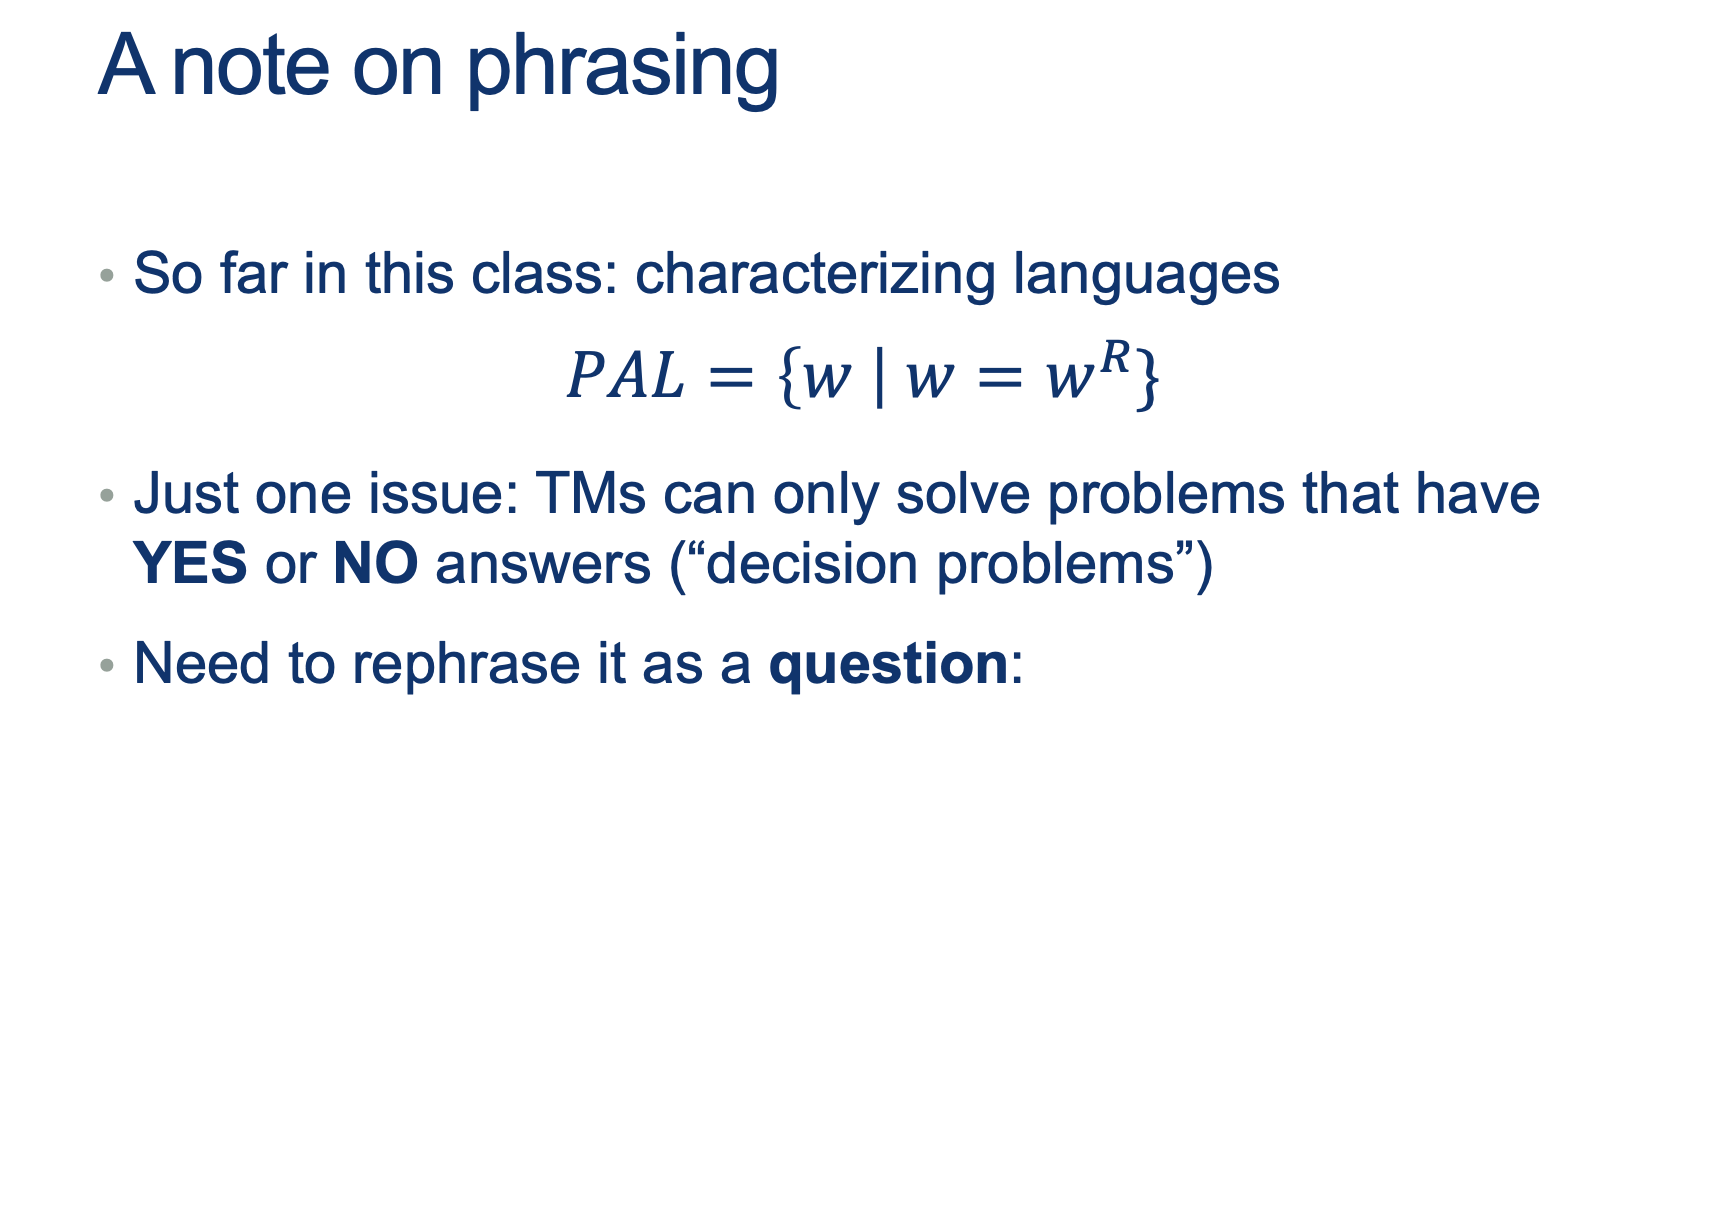 A note on phrasing
• So far in this class: characterizing languages
𝑃𝐴𝐿 = {𝑤 | 𝑤 = 𝑤ᴿ}
• Just one issue: TMs can only solve problems that have
YES or NO answers (“decision problems”)
• Need to rephrase it as a question: